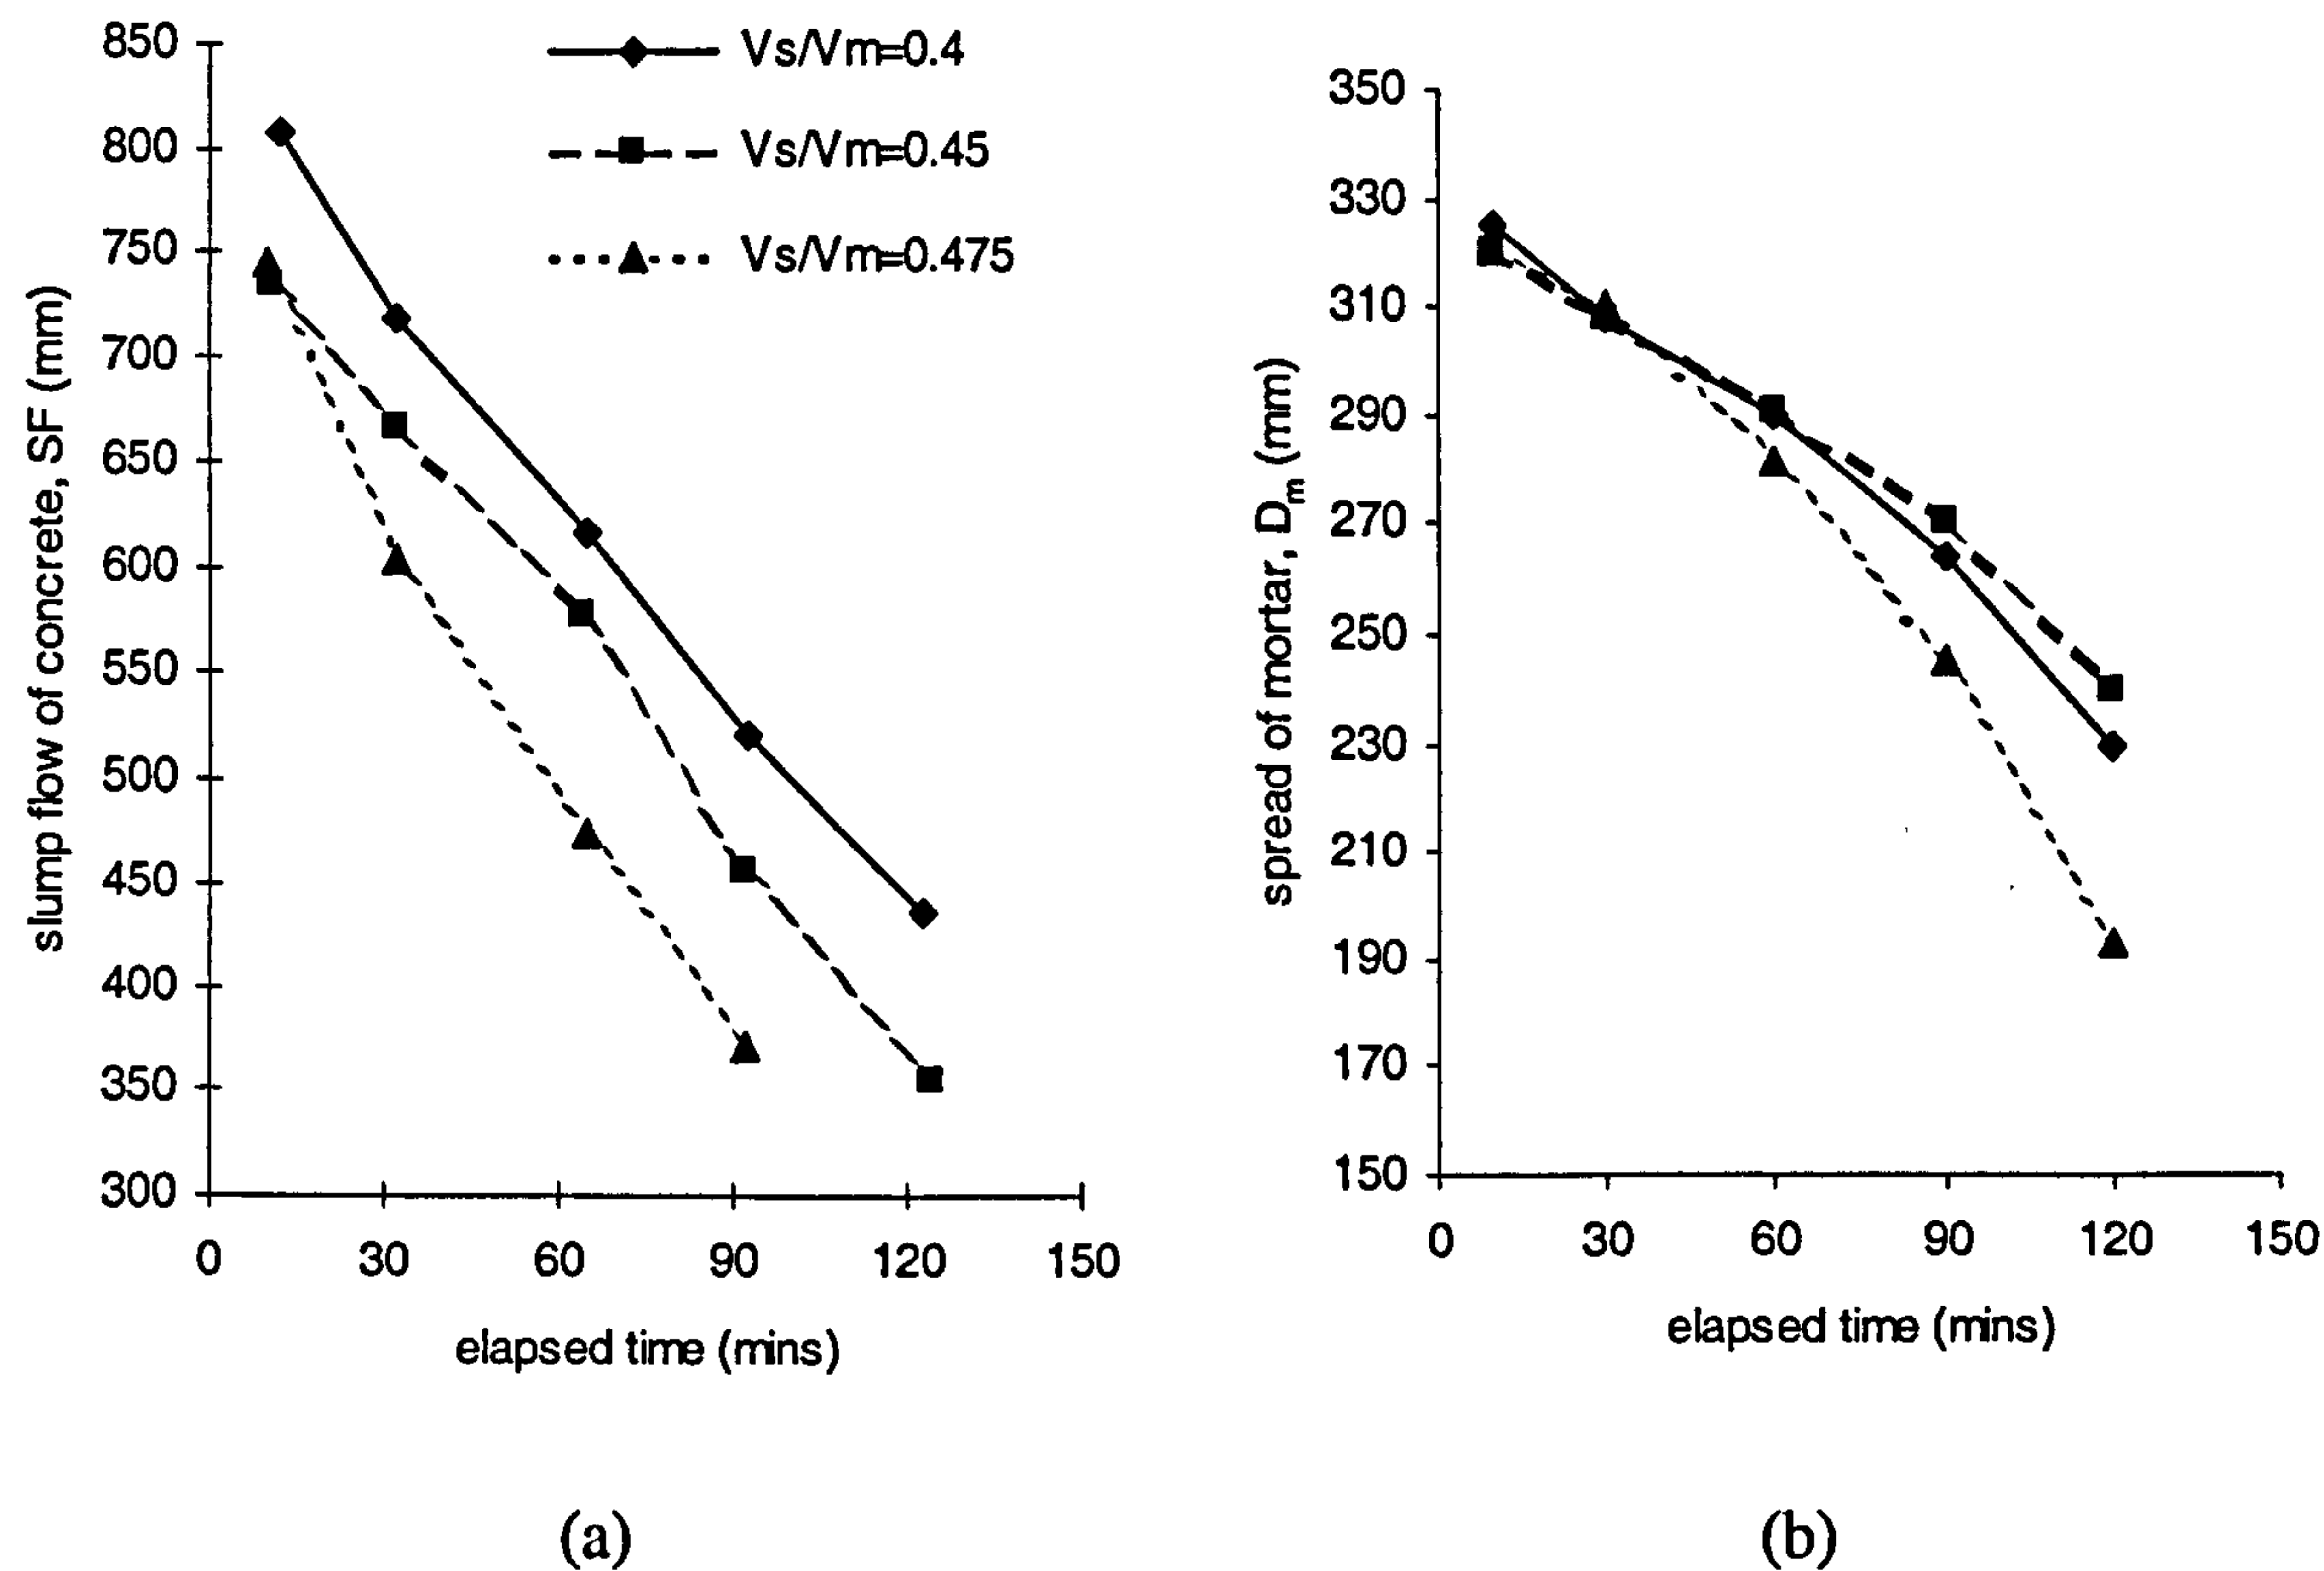 850
800
750
700
650
600
550
500
450
400
350
300
slump flow of concrete, SF (mm)
Vs/Vm=0.4
Vs/Vm=0.45
Vs/Vm=0.475
0 30 60 90 120 150
elapsed time (mins)
(a)
350
330
310
290
270
250
230
210
190
170
150
spread of mortar, Dm (mm)
0 30 60 90 120 150
elapsed time (mins)
(b)